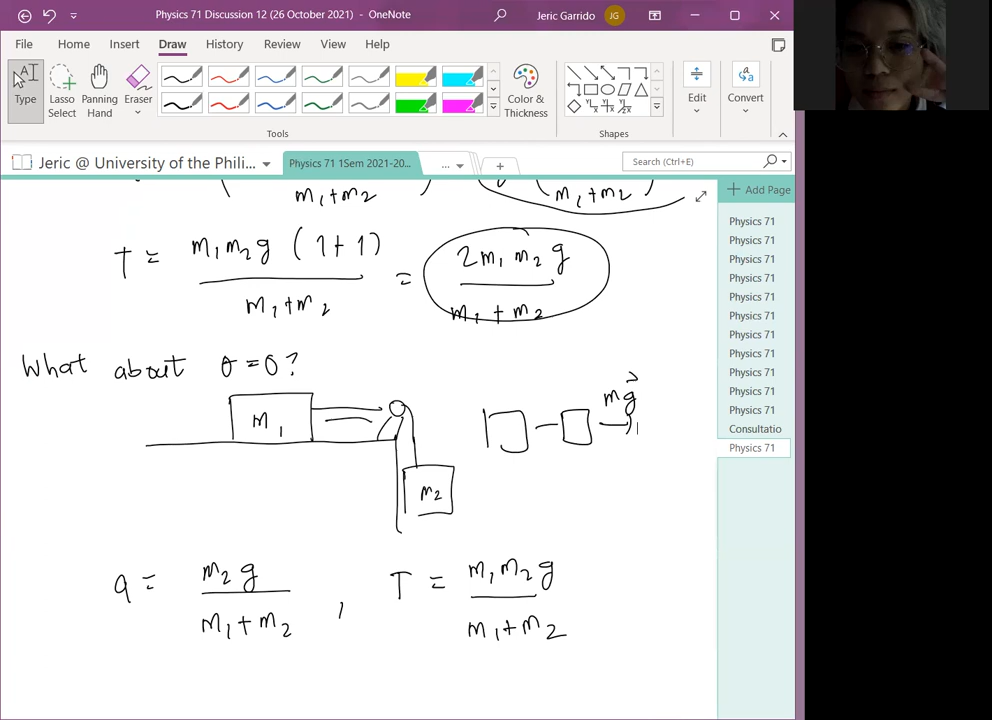 Physics 71 Discussion 12 (26 October 2021) - OneNote
Jeric Garrido
JG
File Home Insert Draw History Review View Help
Type
Lasso Select
Panning Hand
Eraser
Color & Thickness
Edit
Convert
Tools
Shapes
Jeric @ University of the Phili...
Physics 71 1Sem 2021-20...
...
Search (Ctrl+E)
Add Page
Physics 71
Physics 71
Physics 71
Physics 71
Physics 71
Physics 71
Physics 71
Physics 71
Physics 71
Physics 71
Physics 71
Consultatio
Physics 71
m₁+m₂ m₁+m₂
T = m₁m₂g (1+1) / m₁+m₂ = 2m₁m₂g / m₁+m₂
What about θ=0?
m₁
m₂
mg⃗
a = m₂g / m₁+m₂ , T = m₁m₂g / m₁+m₂